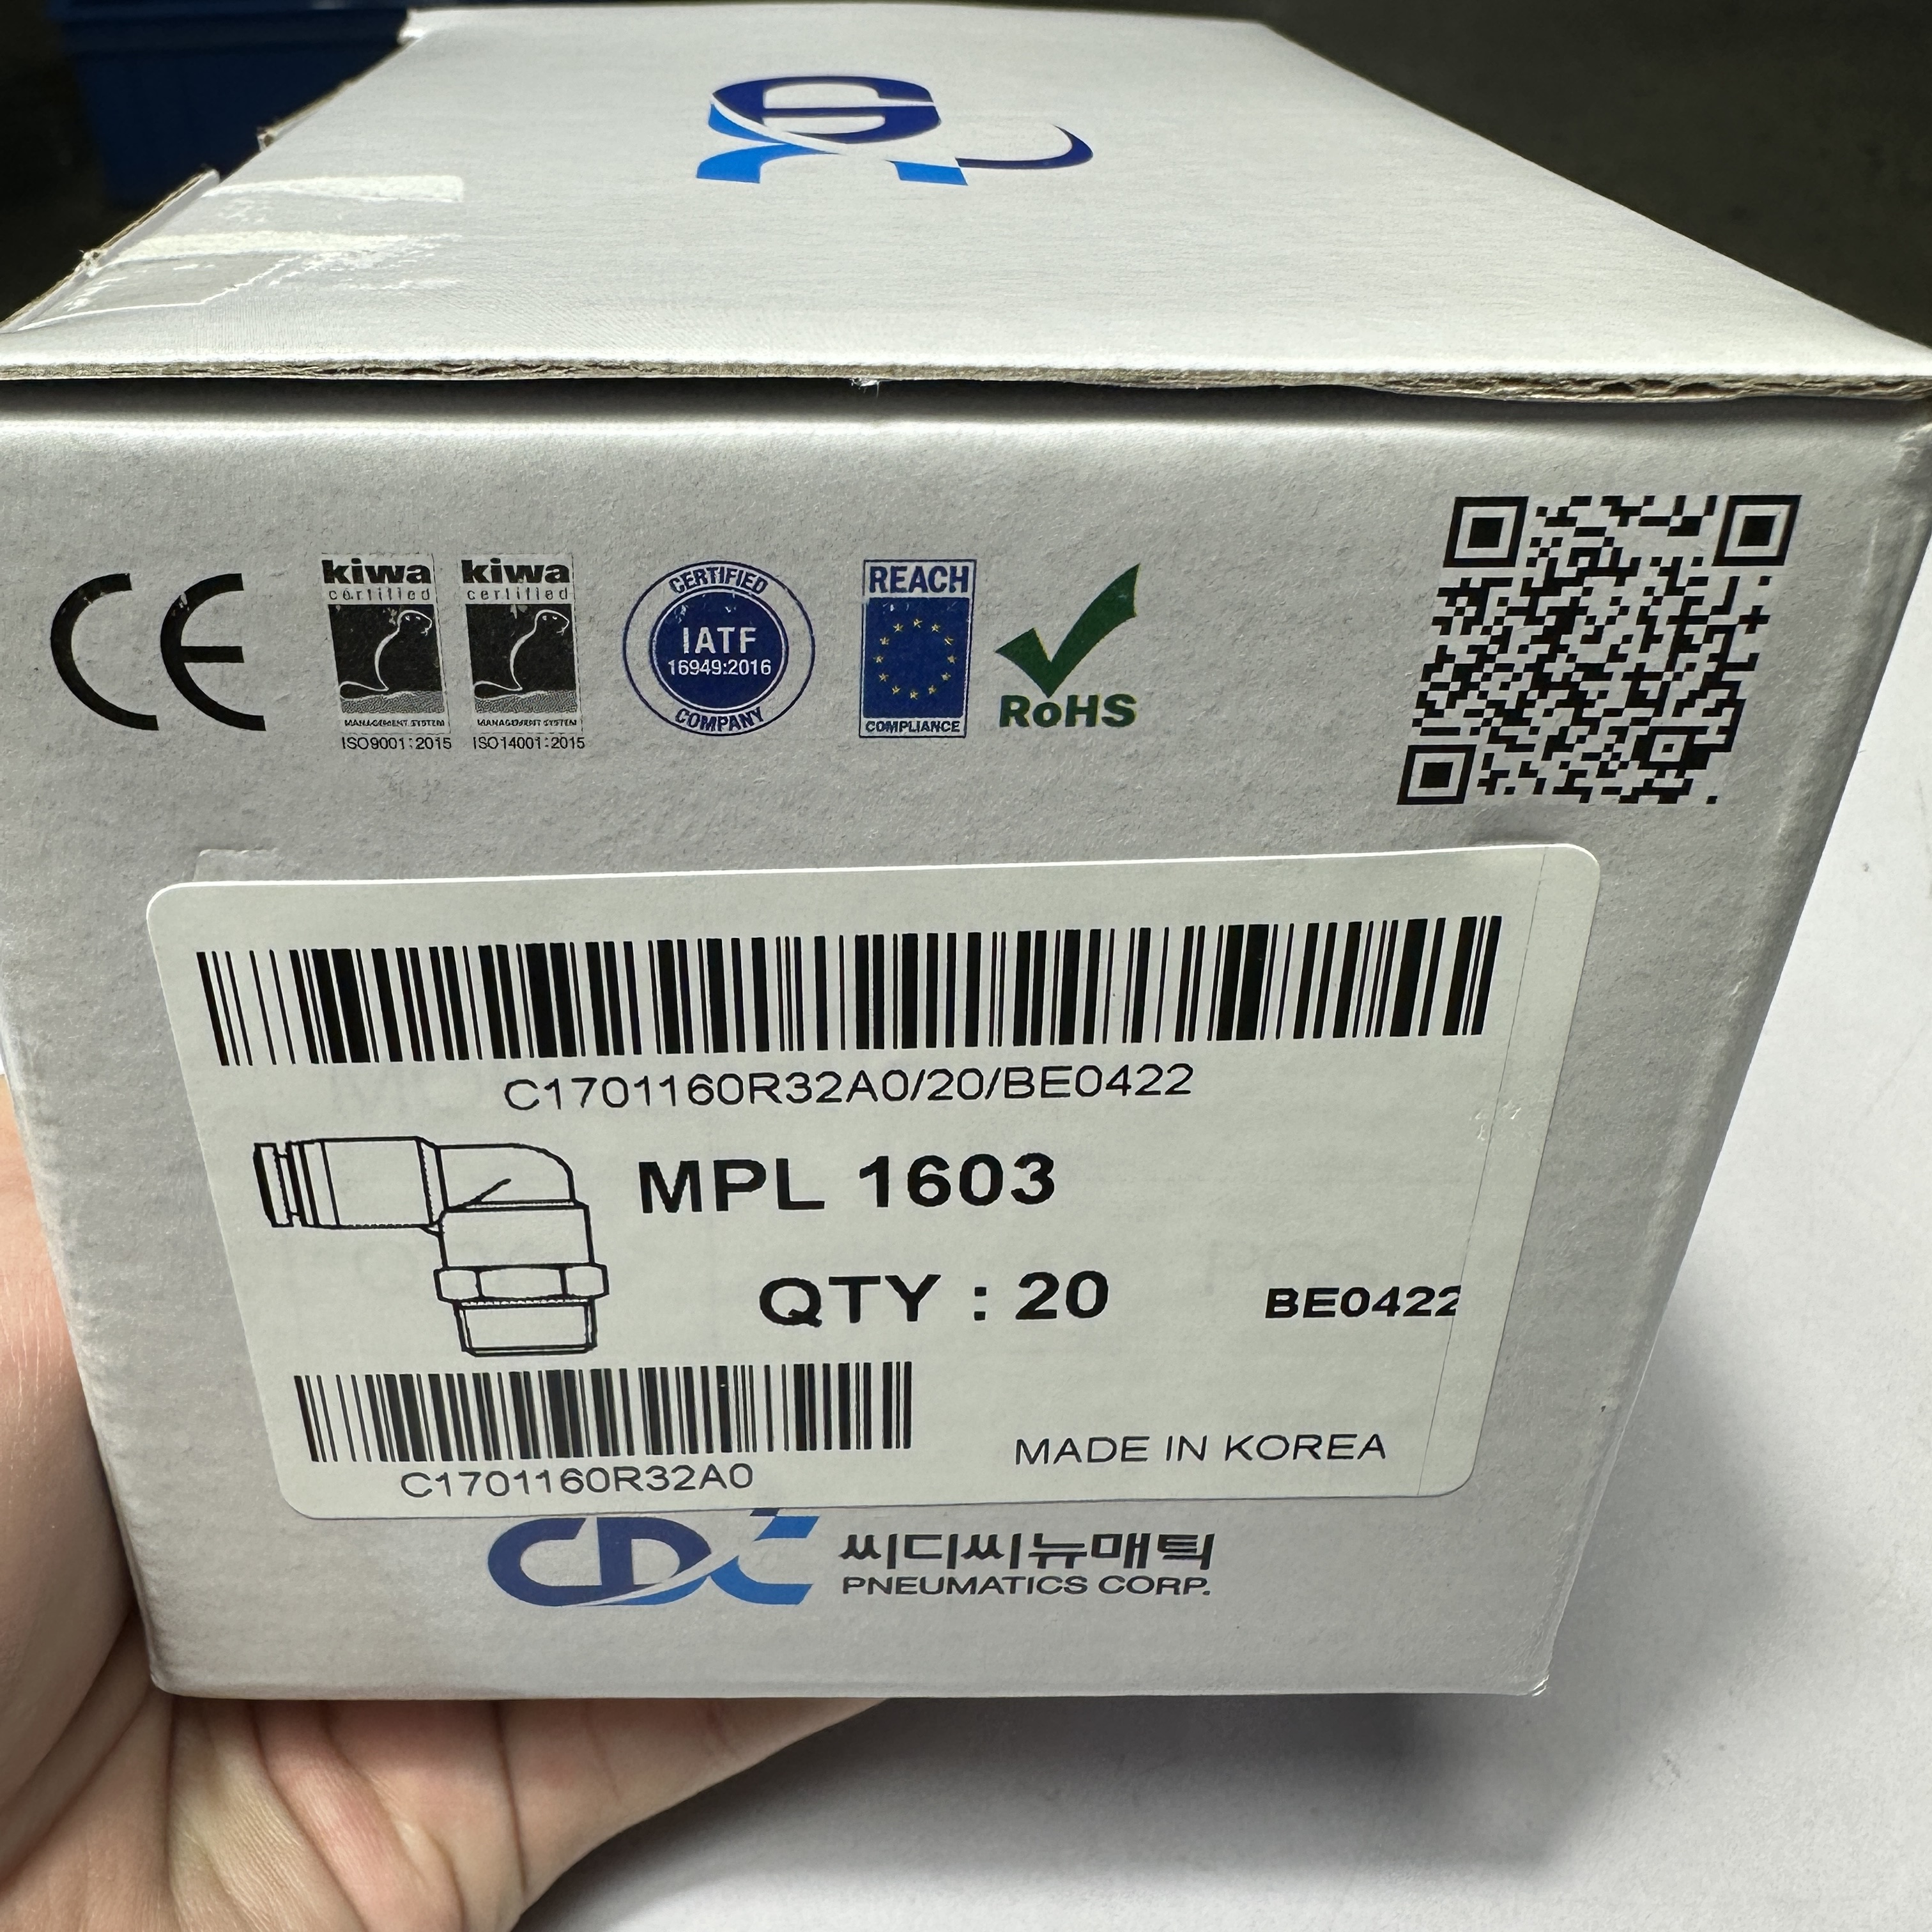 CE
kiwa
certified
MANAGEMENT SYSTEM
ISO9001:2015
kiwa
certified
MANAGEMENT SYSTEM
ISO14001:2015
CERTIFIED
IATF
16949:2016
COMPANY
REACH
COMPLIANCE
RoHS
C1701160R32A0/20/BE0422
MPL 1603
QTY : 20
BE0422
C1701160R32A0
MADE IN KOREA
CDC
씨디씨뉴매틱
PNEUMATICS CORP.